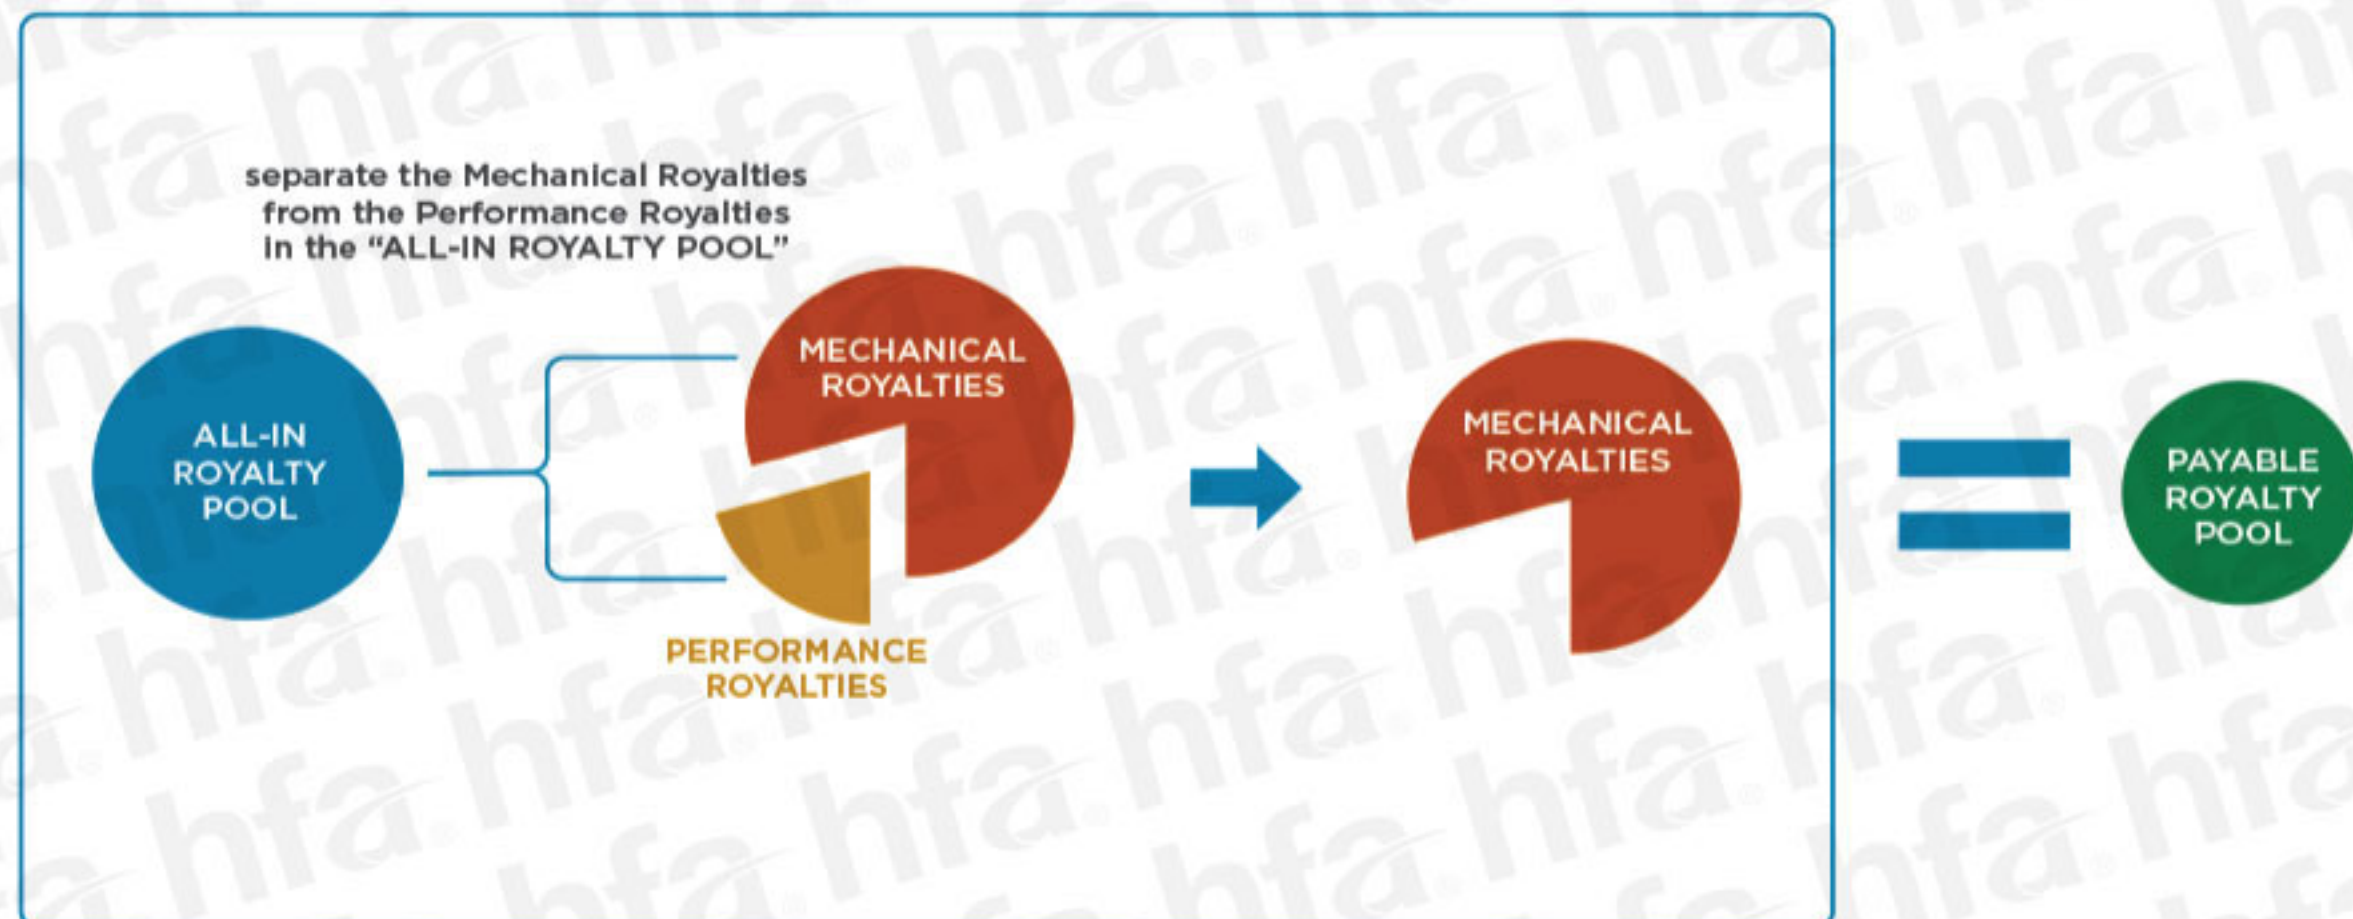 separate the Mechanical Royalties
from the Performance Royalties
in the “ALL-IN ROYALTY POOL”
ALL-IN
ROYALTY
POOL
MECHANICAL
ROYALTIES
PERFORMANCE
ROYALTIES
MECHANICAL
ROYALTIES
PAYABLE
ROYALTY
POOL
hfa